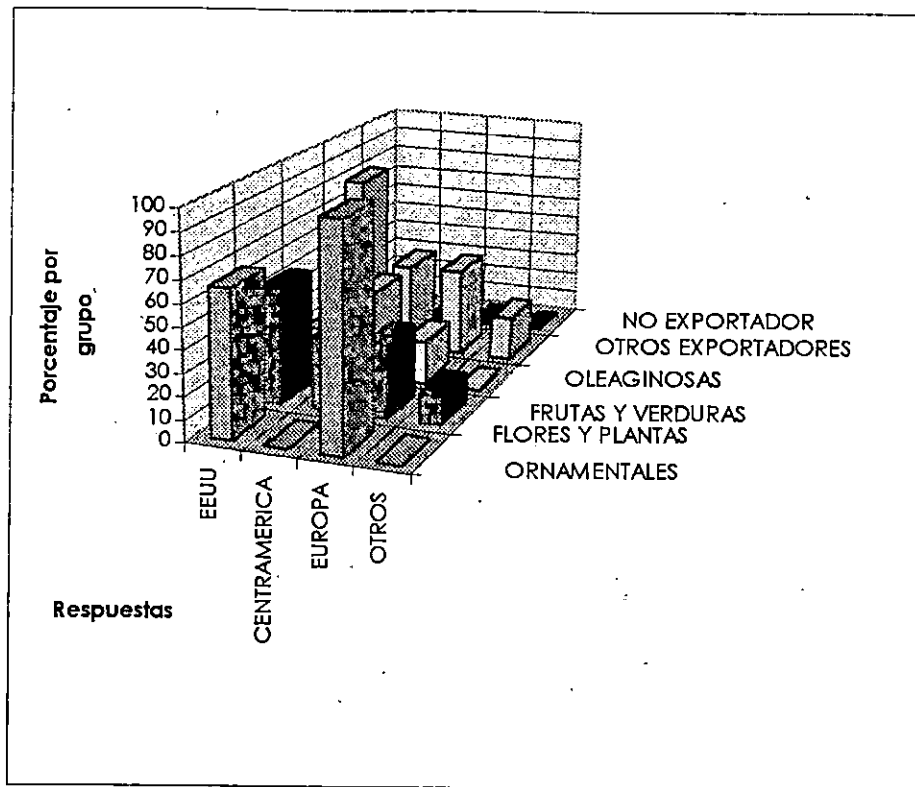 Porcentaje por
grupo
100
90
80
70
60
50
40
30
20
10
0
EEUU
CENTRAMERICA
EUROPA
OTROS
NO EXPORTADOR
OTROS EXPORTADORES
OLEAGINOSAS
FRUTAS Y VERDURAS
FLORES Y PLANTAS
ORNAMENTALES
Respuestas